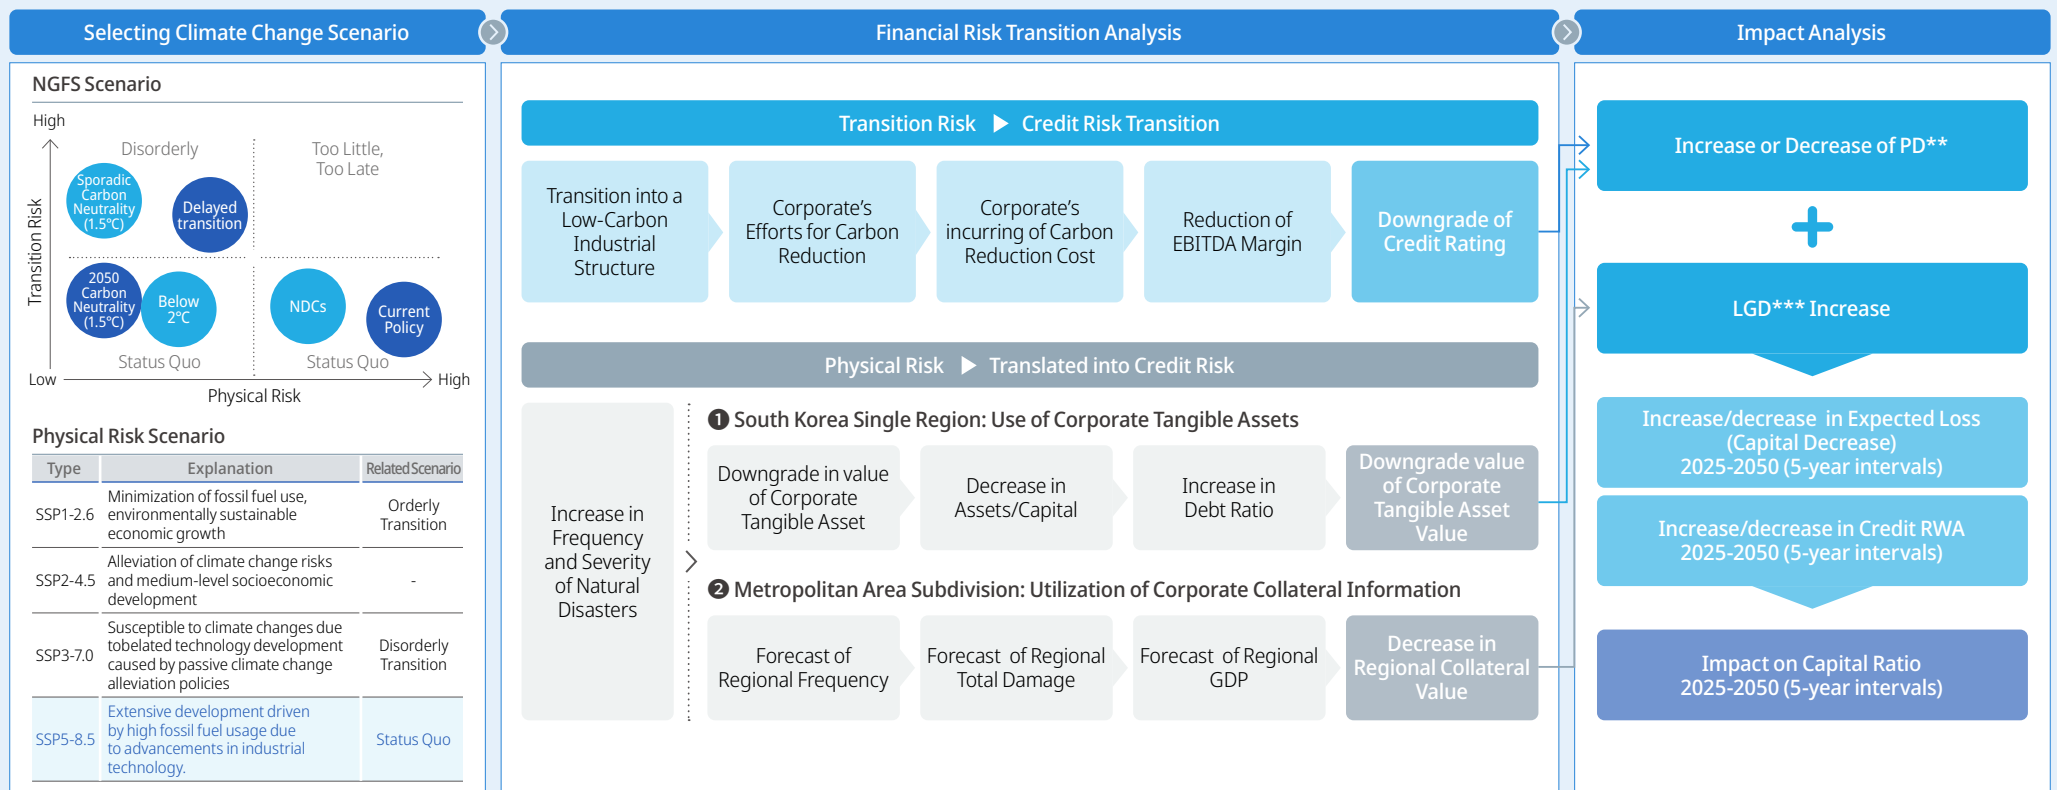 Selecting Climate Change Scenario
Financial Risk Transition Analysis
Impact Analysis
NGFS Scenario
High
Transition Risk
Disorderly
Too Little,
Too Late
Sporadic
Carbon
Neutrality
(1.5°C)
Delayed
transition
2050
Carbon
Neutrality
(1.5°C)
Below
2°C
NDCs
Current
Policy
Status Quo
Status Quo
Low
High
Physical Risk
Physical Risk Scenario
Type Explanation Related Scenario
SSP1-2.6
Minimization of fossil fuel use,
environmentally sustainable
economic growth
Orderly
Transition
SSP2-4.5
Alleviation of climate change risks
and medium-level socioeconomic
development
-
SSP3-7.0
Susceptible to climate changes due
tobelated technology development
caused by passive climate change
alleviation policies
Disorderly
Transition
SSP5-8.5
Extensive development driven
by high fossil fuel usage due
to advancements in industrial
technology.
Status Quo
Transition Risk ▶ Credit Risk Transition
Transition into a
Low-Carbon
Industrial
Structure
Corporate's
Efforts for Carbon
Reduction
Corporate's
incurring of Carbon
Reduction Cost
Reduction of
EBITDA Margin
Downgrade of
Credit Rating
Physical Risk ▶ Translated into Credit Risk
Increase in
Frequency
and Severity
of Natural
Disasters
❶ South Korea Single Region: Use of Corporate Tangible Assets
Downgrade in value
of Corporate
Tangible Asset
Decrease in
Assets/Capital
Increase in
Debt Ratio
Downgrade value
of Corporate
Tangible Asset
Value
❷ Metropolitan Area Subdivision: Utilization of Corporate Collateral Information
Forecast of
Regional Frequency
Forecast of Regional
Total Damage
Forecast of Regional
GDP
Decrease in
Regional Collateral
Value
Increase or Decrease of PD**
+
LGD*** Increase
Increase/decrease in Expected Loss
(Capital Decrease)
2025-2050 (5-year intervals)
Increase/decrease in Credit RWA
2025-2050 (5-year intervals)
Impact on Capital Ratio
2025-2050 (5-year intervals)